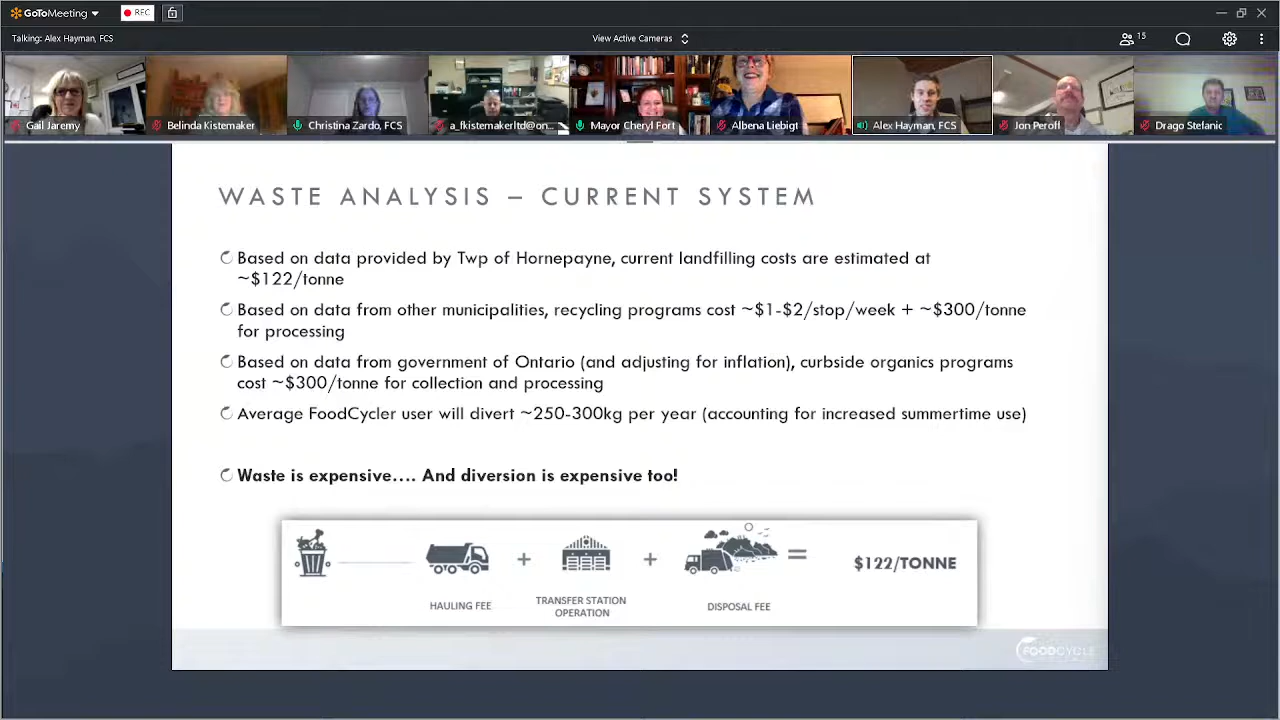 GoToMeeting
REC
Talking: Alex Hayman, FCS
View Active Cameras
15
Gail Jaremy
Belinda Kistemaker
Christina Zardo, FCS
a_fkistemakerltd@on...
Mayor Cheryl Fort
Albena Liebigt
Alex Hayman, FCS
Jon Peroff
Drago Stefanic
WASTE ANALYSIS – CURRENT SYSTEM
Based on data provided by Twp of Hornepayne, current landfilling costs are estimated at
~$122/tonne
Based on data from other municipalities, recycling programs cost ~$1-$2/stop/week + ~$300/tonne
for processing
Based on data from government of Ontario (and adjusting for inflation), curbside organics programs
cost ~$300/tonne for collection and processing
Average FoodCycler user will divert ~250-300kg per year (accounting for increased summertime use)
Waste is expensive.... And diversion is expensive too!
+ + = $122/TONNE
HAULING FEE
TRANSFER STATION
OPERATION
DISPOSAL FEE
FOODCYCLE